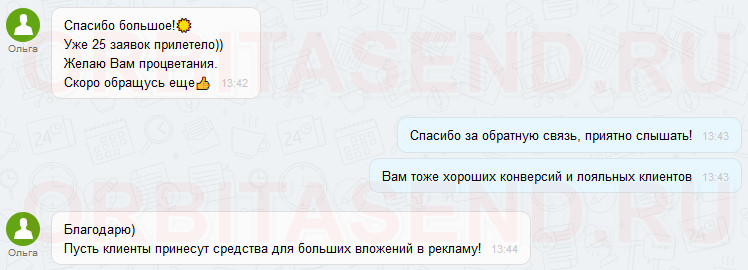 Спасибо большое!
Уже 25 заявок прилетело))
Желаю Вам процветания.
Скоро обращусь еще 13:42
Ольга
Спасибо за обратную связь, приятно слышать! 13:43
Вам тоже хороших конверсий и лояльных клиентов 13:43
Благодарю)
Пусть клиенты принесут средства для больших вложений в рекламу! 13:44
Ольга
ORBITASEND.RU
ORBITASEND.RU